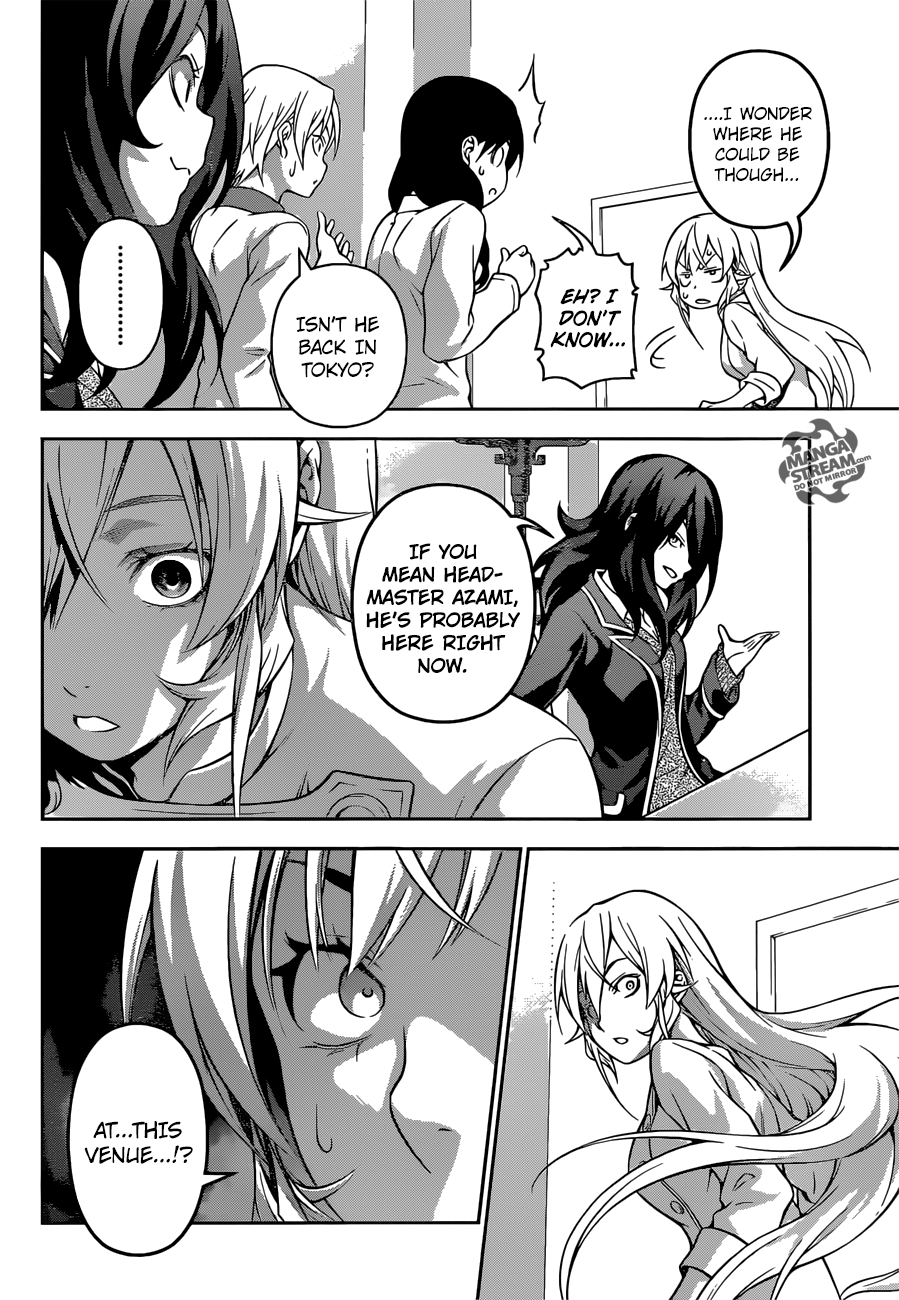 ....I WONDER
WHERE HE
COULD BE
THOUGH...
EH? I
DON'T
KNOW...
ISN'T HE
BACK IN
TOKYO?
.........
MANGA
STREAM.com
DO NOT MIRROR
IF YOU
MEAN HEAD-
MASTER AZAMI,
HE'S PROBABLY
HERE RIGHT
NOW.
AT...THIS
VENUE...!?